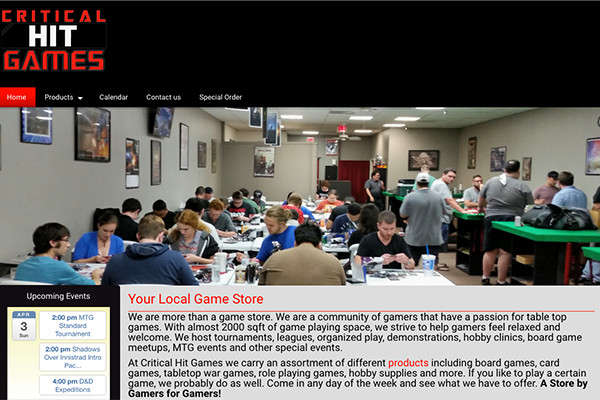 CRITICAL
HIT
GAMES
Home Products Calendar Contact us Special Order
Upcoming Events
APR
3
Sun
2:00 pm MTG
Standard
Tournament
2:00 pm Shadows
Over Innistrad Intro
Pac...
4:00 pm D&D
Expeditions
Your Local Game Store
We are more than a game store. We are a community of gamers that have a passion for table top
games. With almost 2000 sqft of game playing space, we strive to help gamers feel relaxed and
welcome. We host tournaments, leagues, organized play, demonstrations, hobby clinics, board game
meetups, MTG events and other special events.
At Critical Hit Games we carry an assortment of different products including board games, card
games, tabletop war games, role playing games, hobby supplies and more. If you like to play a certain
game, we probably do as well. Come in any day of the week and see what we have to offer. A Store by
Gamers for Gamers!